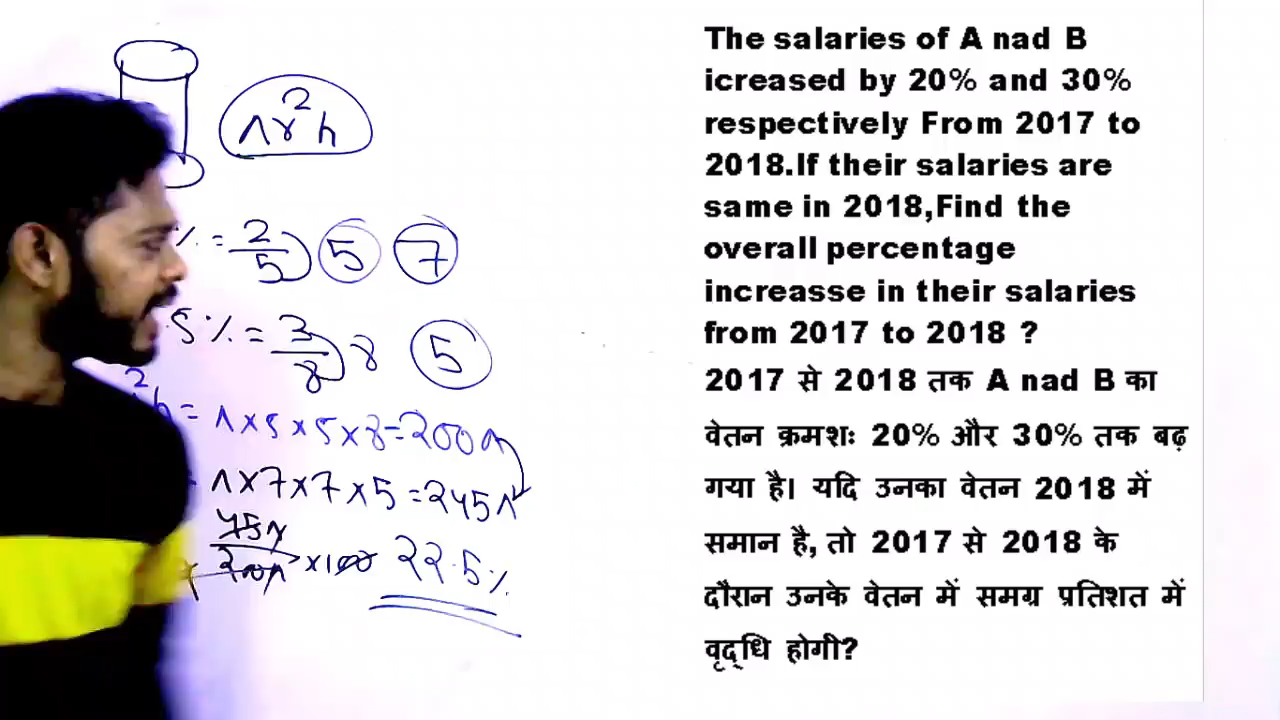 πr²h
% = 2/5 5 7
5% = 3/8 8 5
²h = π×5×5×8=200π
= π×7×7×5=245π
45π/200π ×100 22.5%
The salaries of A nad B
icreased by 20% and 30%
respectively From 2017 to
2018.If their salaries are
same in 2018,Find the
overall percentage
increasse in their salaries
from 2017 to 2018 ?
2017 से 2018 तक A nad B का
वेतन क्रमशः 20% और 30% तक बढ़
गया है। यदि उनका वेतन 2018 में
समान है, तो 2017 से 2018 के
दौरान उनके वेतन में समग्र प्रतिशत में
वृद्धि होगी?